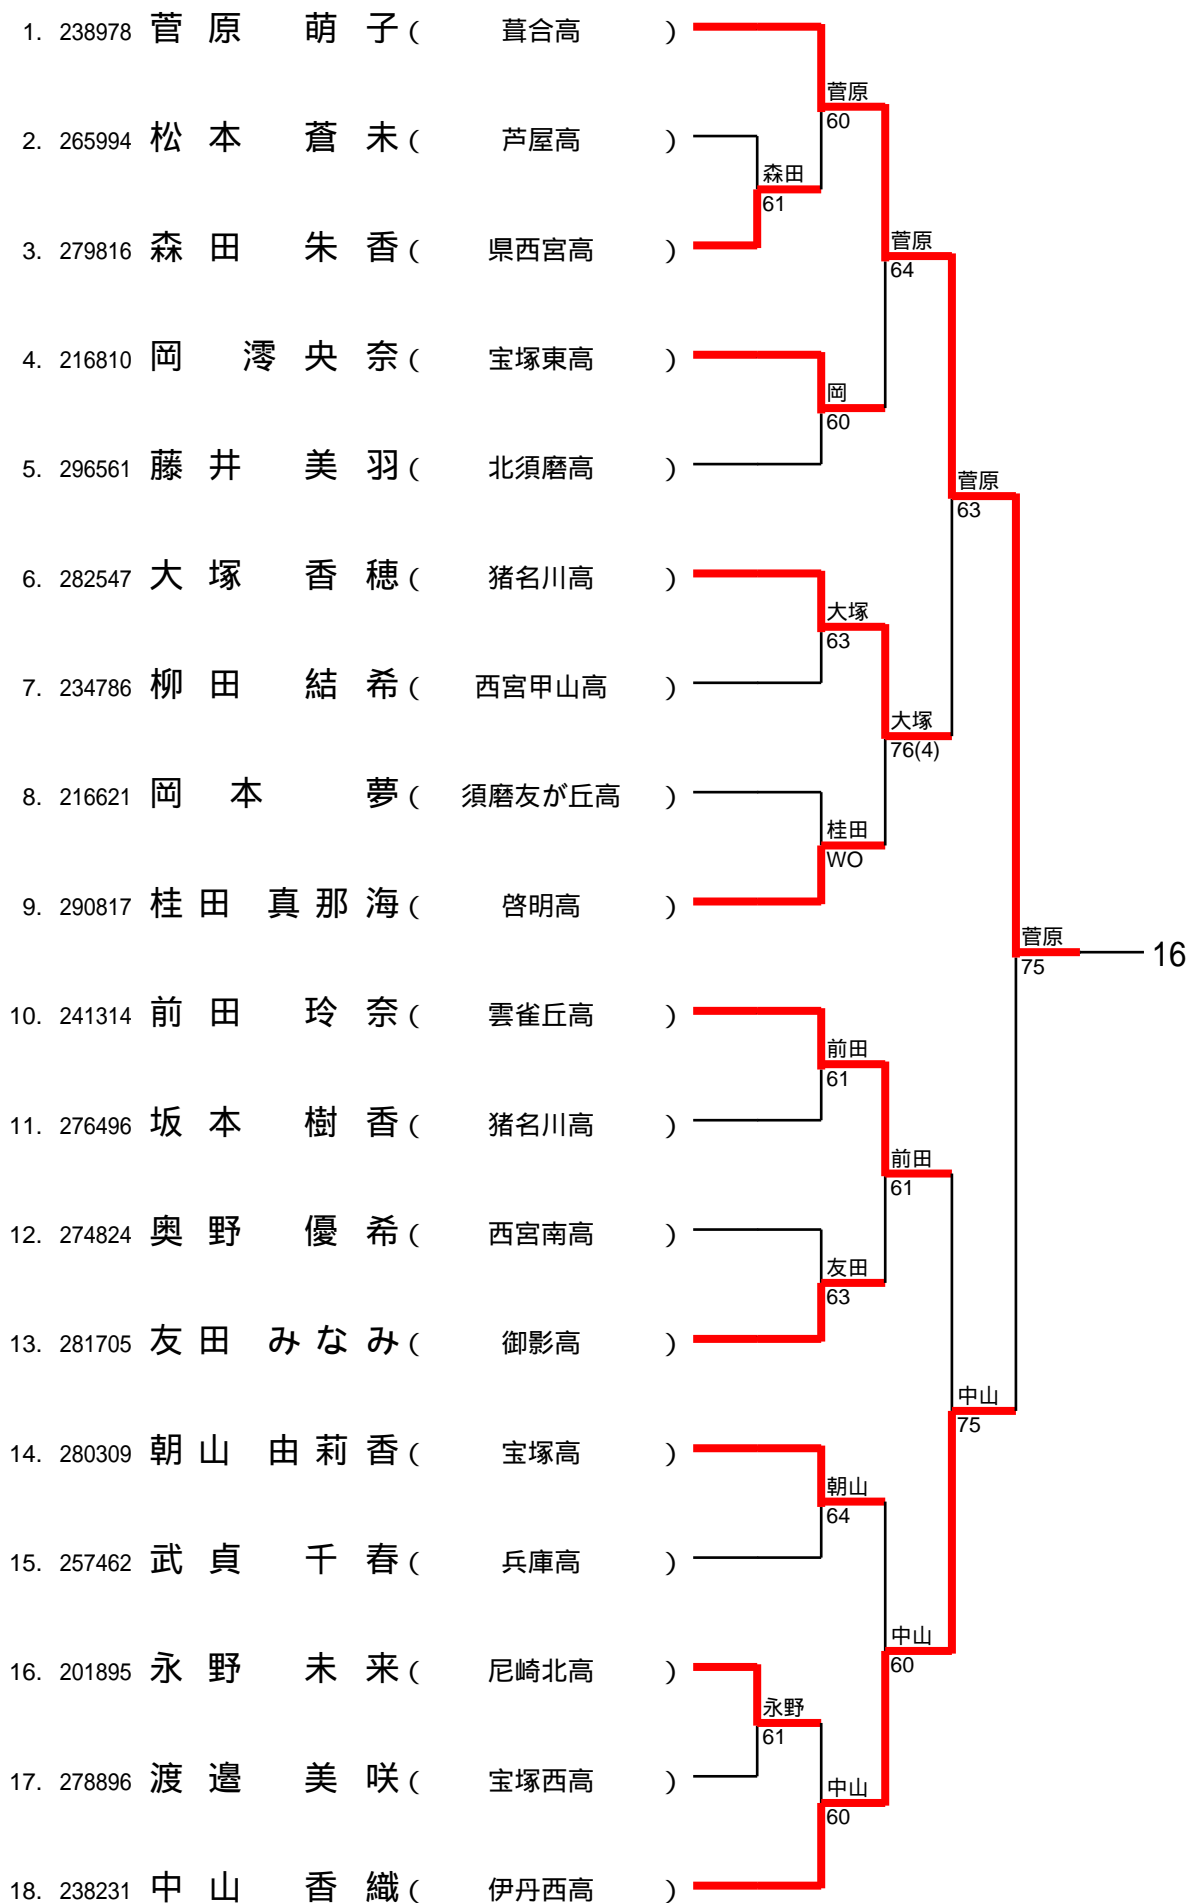 1. 238978 菅原 萌子( 葺合高 )
菅原
60
2. 265994 松本 蒼未( 芦屋高 )
森田
61
3. 279816 森田 朱香( 県西宮高 )
菅原
64
4. 216810 岡 澪央奈( 宝塚東高 )
岡
60
5. 296561 藤井 美羽( 北須磨高 )
菅原
63
6. 282547 大塚 香穂( 猪名川高 )
大塚
63
7. 234786 柳田 結希( 西宮甲山高 )
大塚
76(4)
8. 216621 岡本 夢( 須磨友が丘高 )
桂田
WO
9. 290817 桂田 真那海( 啓明高 )
菅原
75
16
10. 241314 前田 玲奈( 雲雀丘高 )
前田
61
11. 276496 坂本 樹香( 猪名川高 )
前田
61
12. 274824 奥野 優希( 西宮南高 )
友田
63
13. 281705 友田 みなみ( 御影高 )
中山
75
14. 280309 朝山 由莉香( 宝塚高 )
朝山
64
15. 257462 武貞 千春( 兵庫高 )
中山
60
16. 201895 永野 未来( 尼崎北高 )
永野
61
17. 278896 渡邉 美咲( 宝塚西高 )
中山
60
18. 238231 中山 香織( 伊丹西高 )